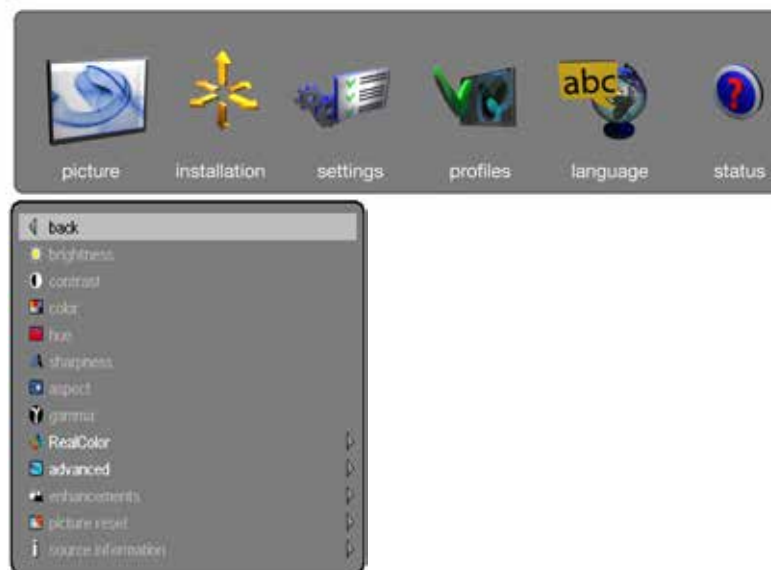 abc
picture installation settings profiles language status
back
brightness
contrast
color
hue
sharpness
aspect
gamma
RealColor
advanced
enhancements
picture reset
source information